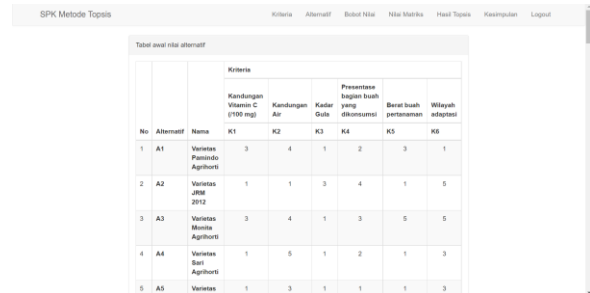 SPK Metode Topsis Kriteria Alternatif Bobot Nilai Nilai Matriks Hasil Topsis Kesimpulan Logout
Tabel awal nilai alternatif
Kriteria
Kandungan Vitamin C (/100 mg) Kandungan Air Kadar Gula Presentase bagian buah yang dikonsumsi Berat buah pertanaman Wilayah adaptasi
No Alternatif Nama K1 K2 K3 K4 K5 K6
1 A1 Varietas Pamindo Agrihorti 3 4 1 2 3 1
2 A2 Varietas JRM 2012 1 1 3 4 1 5
3 A3 Varietas Monita Agrihorti 3 4 1 3 5 5
4 A4 Varietas Sari Agrihorti 1 5 1 2 1 3
5 A5 Varietas 1 3 1 1 1 3